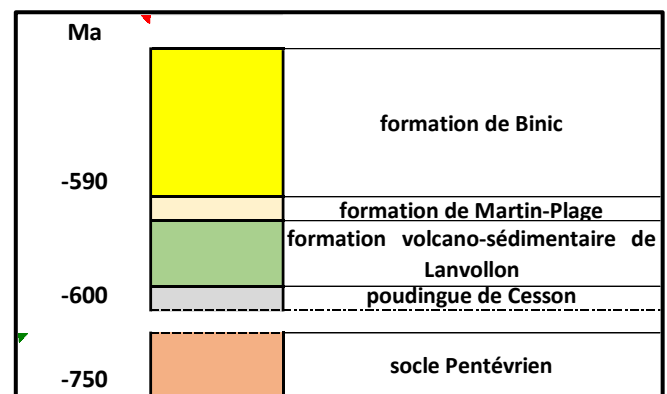 Ma
formation de Binic
-590
formation de Martin-Plage
formation volcano-sédimentaire de
Lanvollon
-600
poudingue de Cesson
socle Pentévrien
-750